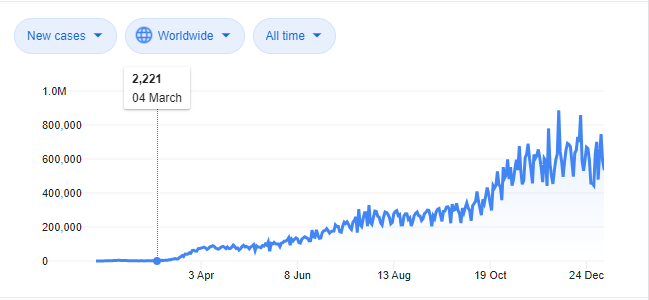 New cases Worldwide All time
2,221
04 March
1.0M
800,000
600,000
400,000
200,000
0
3 Apr 8 Jun 13 Aug 19 Oct 24 Dec